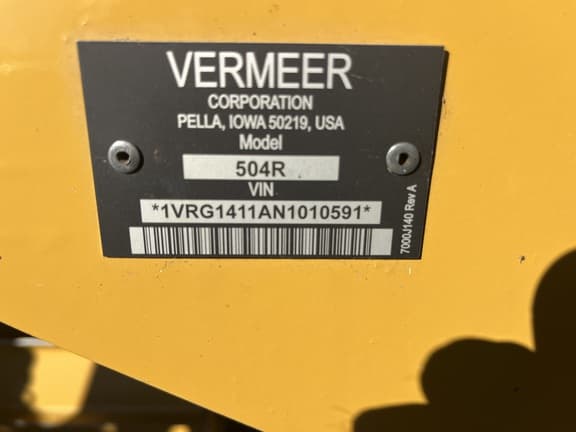 VERMEER
CORPORATION
PELLA, IOWA 50219, USA
Model
504R
VIN
*1VRG1411AN1010591*
7000J140 Rev A